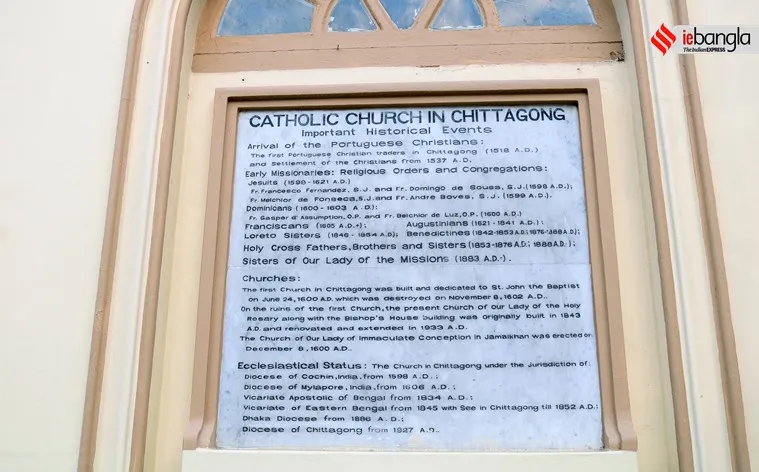 iebangla
The Indian EXPRESS
CATHOLIC CHURCH IN CHITTAGONG
Important Historical Events
Arrival of the Portuguese Christians:
The first Portuguese Christian traders in Chittagong (1518 A.D.)
and Settlement of the Christians from 1537 A.D.
Early Missionaries: Religious Orders and Congregations:
Jesuits (1598-1621 A.D.)
Fr. Francesco Fernandez, S.J. and Fr. Domingo de Sousa, S.J. (1598 A.D.),
Fr. Melchior de Fonseca, S.J. and Fr. Andre Boves, S.J. (1599 A.D.).
Dominicans (1600-1603 A.D.):
Fr. Gaspar d' Assumption, O.P. and Fr. Belchior de Luz, O.P. (1600 A.D.)
Franciscans (1605 A.D.+); Augustinians (1621-1841 A.D.);
Loreto Sisters (1846-1854 A.D); Benedictines (1842-1853 A.D; 1876-1888 A.D);
Holy Cross Fathers, Brothers and Sisters (1853-1876 A.D; 1888 A.D-);
Sisters of Our Lady of the Missions (1883 A.D-).
Churches:
The first Church in Chittagong was built and dedicated to St. John the Baptist
on June 24, 1600 A.D. which was destroyed on November 8, 1602 A.D..
On the ruins of the first Church, the present Church of Our Lady of the Holy
Rosary along with the Bishop's House building was originally built in 1843
A.D. and renovated and extended in 1933 A.D.
The Church of Our Lady of Immaculate Conception in Jamalkhan was erected on
December 8, 1600 A.D.
Ecclesiastical Status: The Church in Chittagong under the Jurisdiction of:
Diocese of Cochin, India, from 1598 A.D.;
Diocese of Mylapore, India, from 1606 A.D.;
Vicariate Apostolic of Bengal from 1834 A.D.;
Vicariate of Eastern Bengal from 1845 with See in Chittagong till 1852 A.D.;
Dhaka Diocese from 1886 A.D.;
Diocese of Chittagong from 1927 A.D..